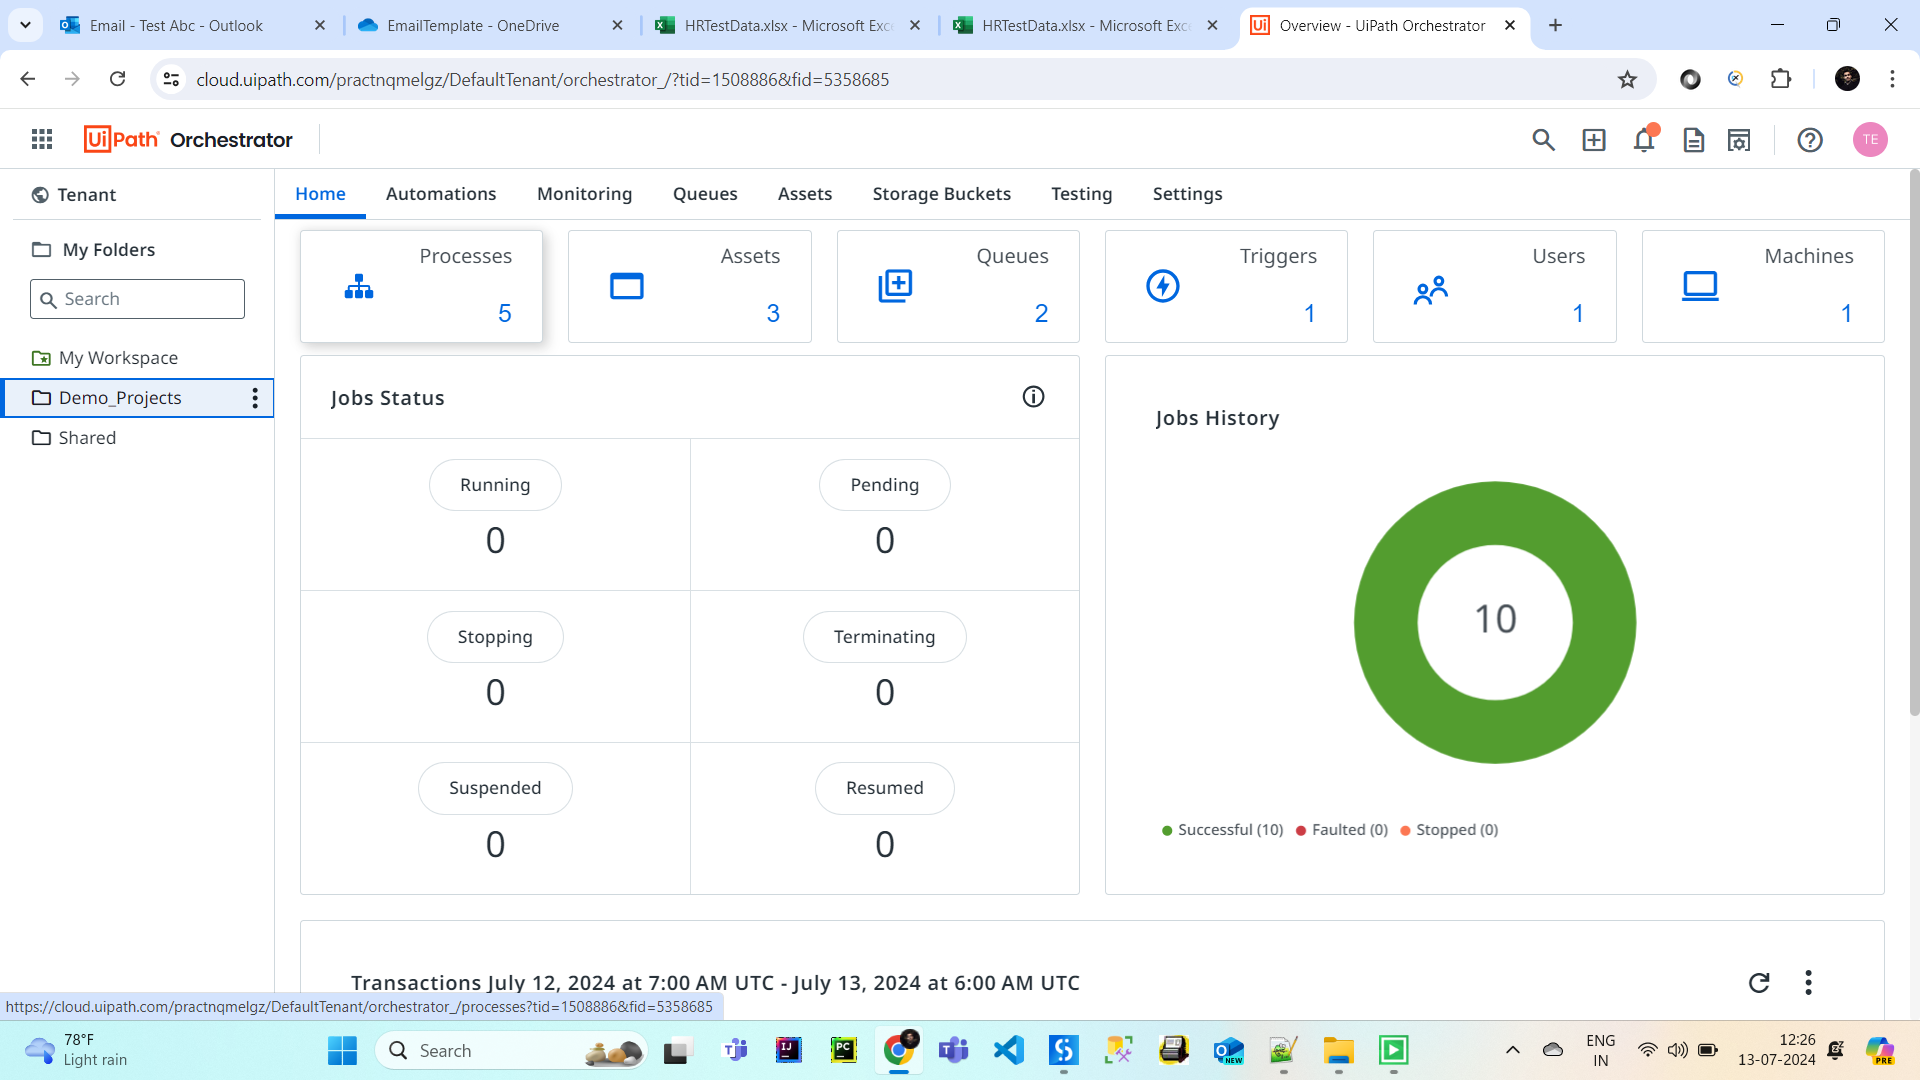 Email - Test Abc - Outlook
EmailTemplate - OneDrive
HRTestData.xlsx - Microsoft Exc
HRTestData.xlsx - Microsoft Exc
Overview - UiPath Orchestrator
cloud.uipath.com/practnqmelgz/DefaultTenant/orchestrator_/?tid=1508886&fid=5358685
UiPath Orchestrator
TE
Tenant
Home Automations Monitoring Queues Assets Storage Buckets Testing Settings
My Folders
Search
My Workspace
Demo_Projects
Shared
Processes
5
Assets
3
Queues
2
Triggers
1
Users
1
Machines
1
Jobs Status
Running
0
Pending
0
Stopping
0
Terminating
0
Suspended
0
Resumed
0
Jobs History
10
Successful (10) Faulted (0) Stopped (0)
Transactions July 12, 2024 at 7:00 AM UTC - July 13, 2024 at 6:00 AM UTC
https://cloud.uipath.com/practnqmelgz/DefaultTenant/orchestrator_/processes?tid=1508886&fid=5358685
78°F
Light rain
Search
ENG
IN
12:26
13-07-2024